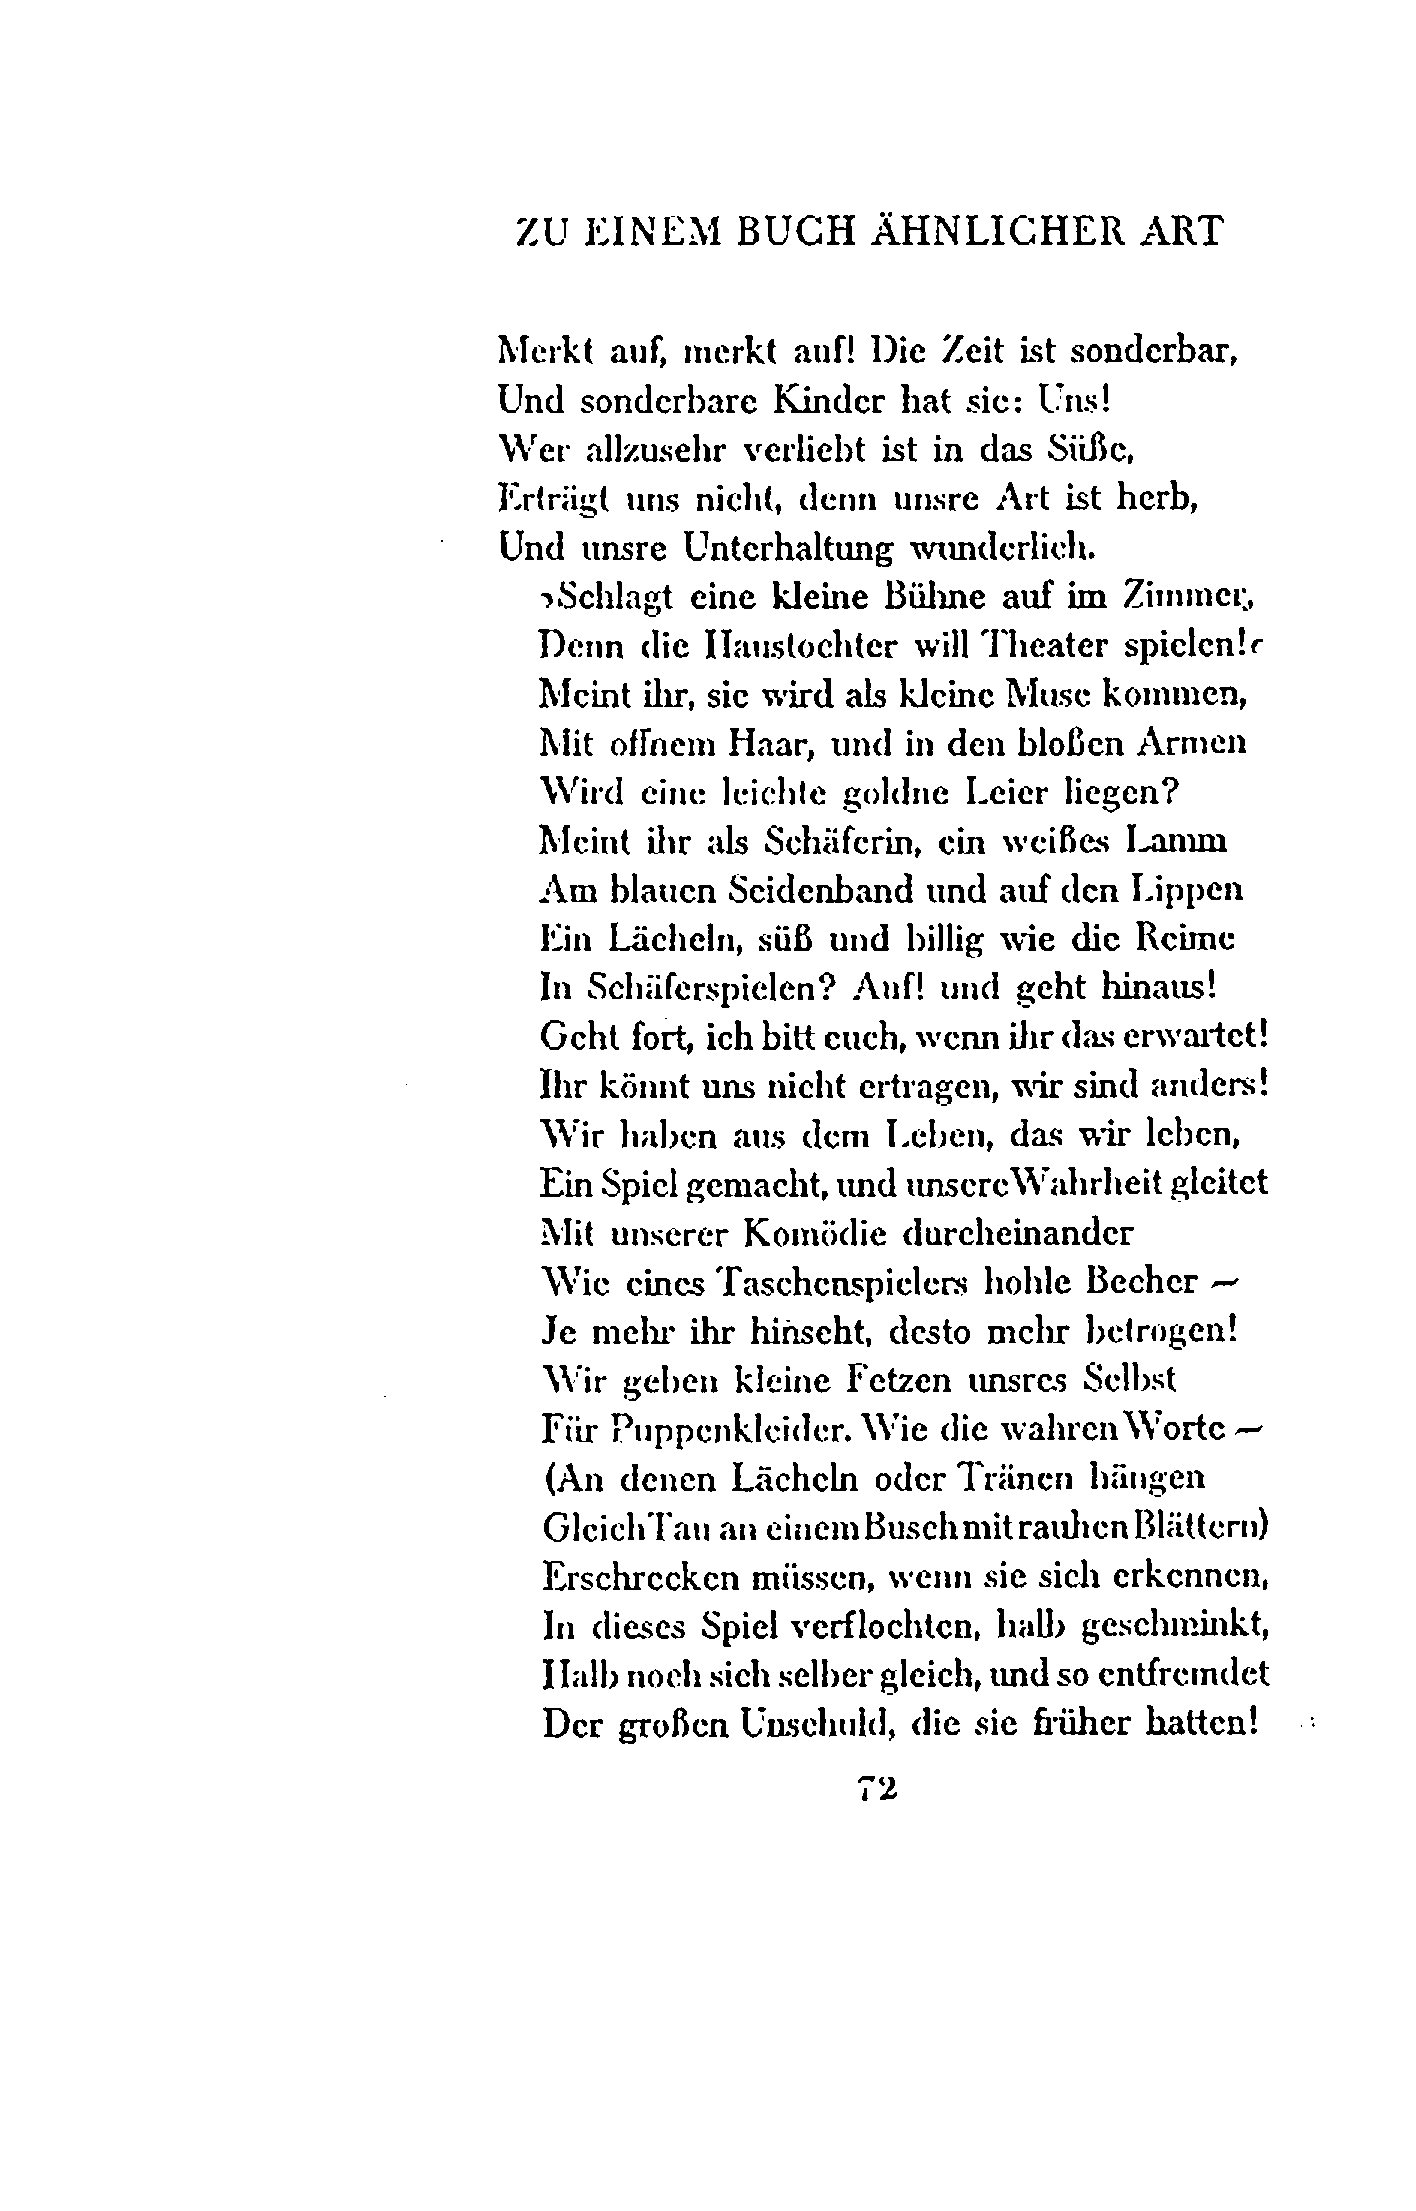 ZU EINEM BUCH ÄHNLICHER ART
Merkt auf, merkt auf! Die Zeit ist sonderbar,
Und sonderbare Kinder hat sie: Uns!
Wer allzusehr verliebt ist in das Süße,
Erträgt uns nicht, denn unsre Art ist herb,
Und unsre Unterhaltung wunderlich.
›Schlagt eine kleine Bühne auf im Zimmer,
Denn die Haustochter will Theater spielen!‹
Meint ihr, sie wird als kleine Muse kommen,
Mit offnem Haar, und in den bloßen Armen
Wird eine leichte goldne Leier liegen?
Meint ihr als Schäferin, ein weißes Lamm
Am blauen Seidenband und auf den Lippen
Ein Lächeln, süß und billig wie die Reime
In Schäferspielen? Auf! und geht hinaus!
Geht fort, ich bitt euch, wenn ihr das erwartet!
Ihr könnt uns nicht ertragen, wir sind anders!
Wir haben aus dem Leben, das wir leben,
Ein Spiel gemacht, und unsere Wahrheit gleitet
Mit unserer Komödie durcheinander
Wie eines Taschenspielers hohle Becher –
Je mehr ihr hinseht, desto mehr betrogen!
Wir geben kleine Fetzen unsres Selbst
Für Puppenkleider. Wie die wahren Worte –
(An denen Lächeln oder Tränen hängen
Gleich Tau an einem Busch mit rauhen Blättern)
Erschrecken müssen, wenn sie sich erkennen,
In dieses Spiel verflochten, halb geschminkt,
Halb noch sich selber gleich, und so entfremdet
Der großen Unschuld, die sie früher hatten!
72